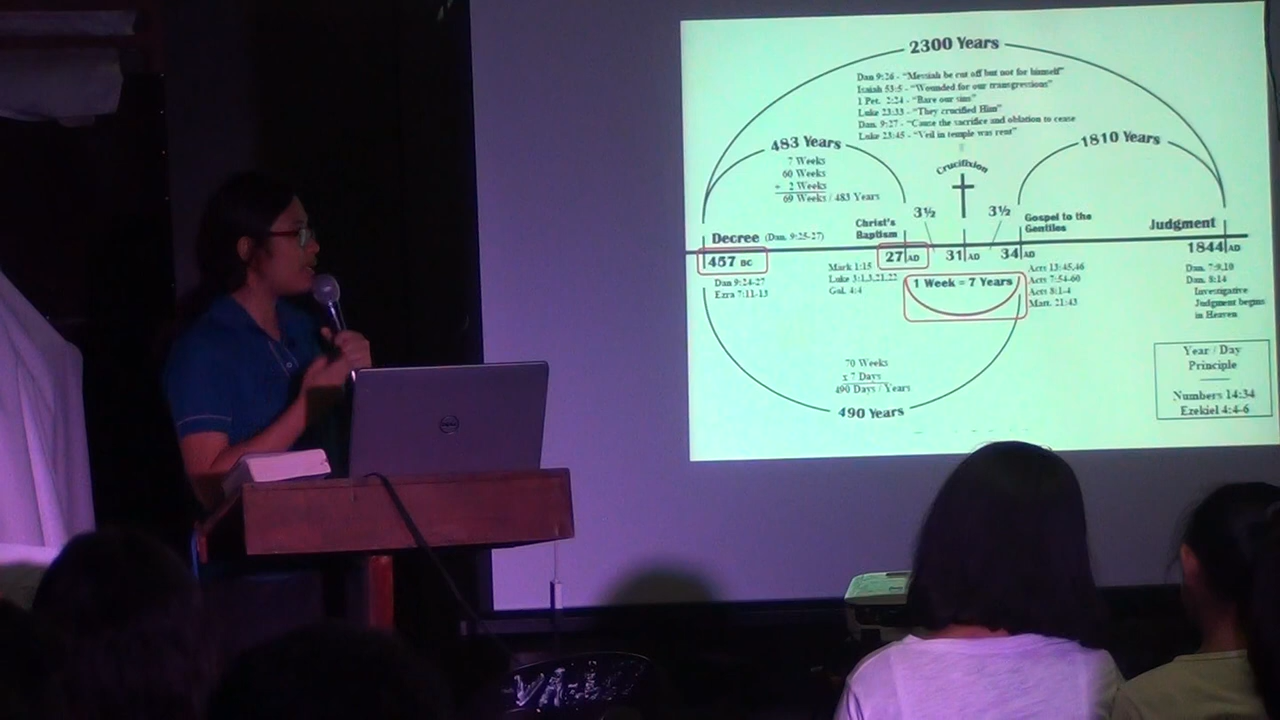 2300 Years
Dan 9:26 - "Messiah be cut off but not for himself"
Isaiah 53:5 - "Wounded for our transgressions"
1 Pet. 2:24 - "Bare our sins"
Luke 23:33 - "They crucified Him"
Dan. 9:27 - "Cause the sacrifice and oblation to cease
Luke 23:45 - "Veil in temple was rent"
483 Years
7 Weeks
60 Weeks
+ 2 Weeks
69 Weeks / 483 Years
1810 Years
Crucifixion
3½
3½
Decree (Dan. 9:25-27)
Christ's
Baptism
Gospel to the
Gentiles
Judgment
457 BC
27 AD
31 AD
34 AD
1844 AD
Dan 9:24-27
Ezra 7:11-13
Mark 1:15
Luke 3:1,3,21,22
Gal. 4:4
1 Week = 7 Years
Acts 13:45,46
Acts 7:54-60
Acts 8:1-4
Matt. 21:43
Dan. 7:9,10
Dan. 8:14
Investigative
Judgment begins
in Heaven
70 Weeks
x 7 Days
490 Days / Years
490 Years
Year / Day
Principle
Numbers 14:34
Ezekiel 4:4-6
DELL